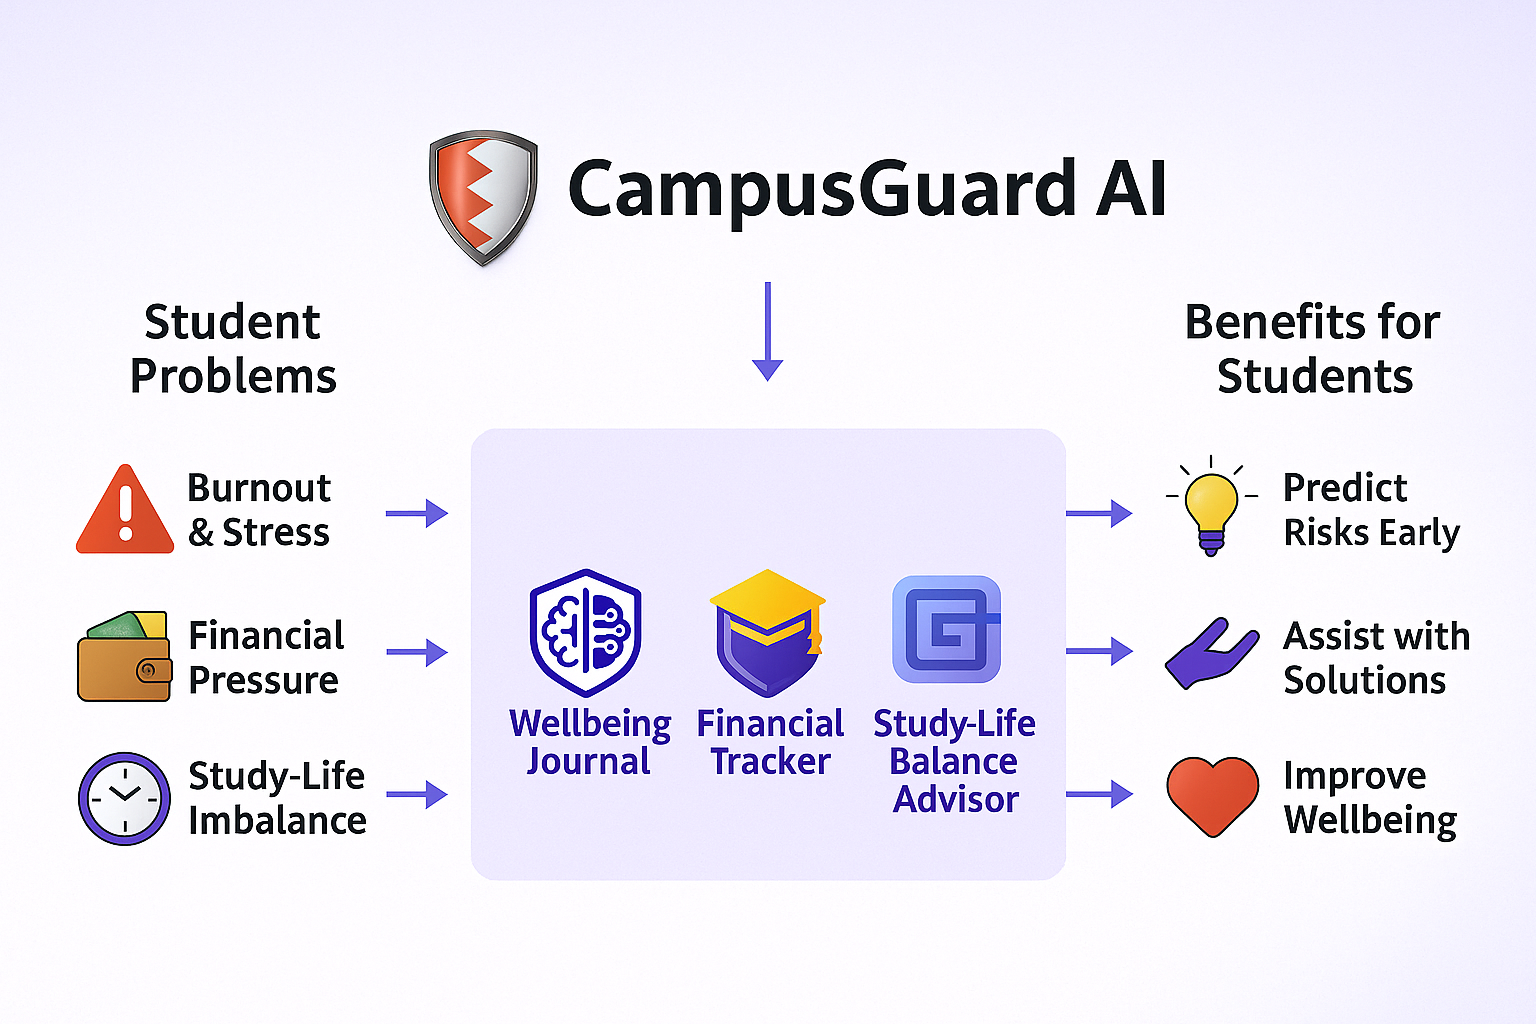 CampusGuard AI
Student
Problems
Burnout
& Stress
Financial
Pressure
Study-Life
Imbalance
Wellbeing
Journal
Financial
Tracker
Study-Life
Balance
Advisor
Benefits for
Students
Predict
Risks Early
Assist with
Solutions
Improve
Wellbeing